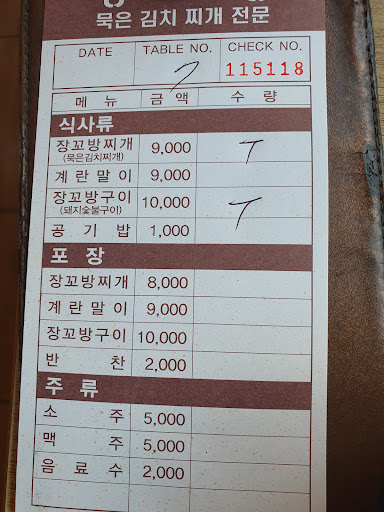 묵은 김치 찌개 전문
DATE TABLE NO. CHECK NO.
7 115118
메 뉴 금 액 수 량
식사류
장꼬방찌개 9,000 T
(묵은김치찌개)
계 란 말 이 9,000
장꼬방구이 10,000 T
(돼지숯불구이)
공 기 밥 1,000
포 장
장꼬방찌개 8,000
계 란 말 이 9,000
장꼬방구이 10,000
반 찬 2,000
주 류
소 주 5,000
맥 주 5,000
음 료 수 2,000